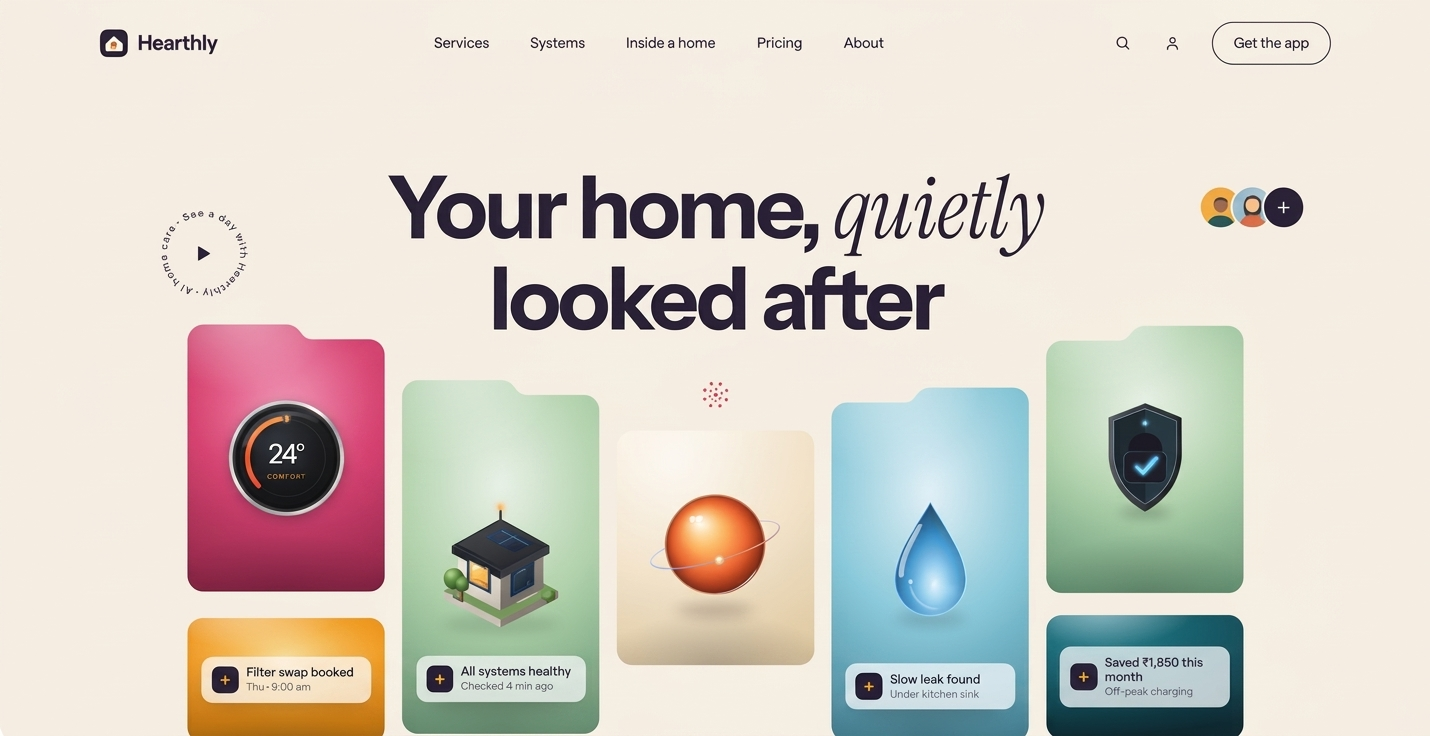 Hearthly
Services
Systems
Inside a home
Pricing
About
Get the app
Your home, quietly
looked after
See a day with Hearthly · AI home care ·
24°
COMFORT
Filter swap booked
Thu - 9:00 am
All systems healthy
Checked 4 min ago
Slow leak found
Under kitchen sink
Saved ₹1,850 this
month
Off-peak charging